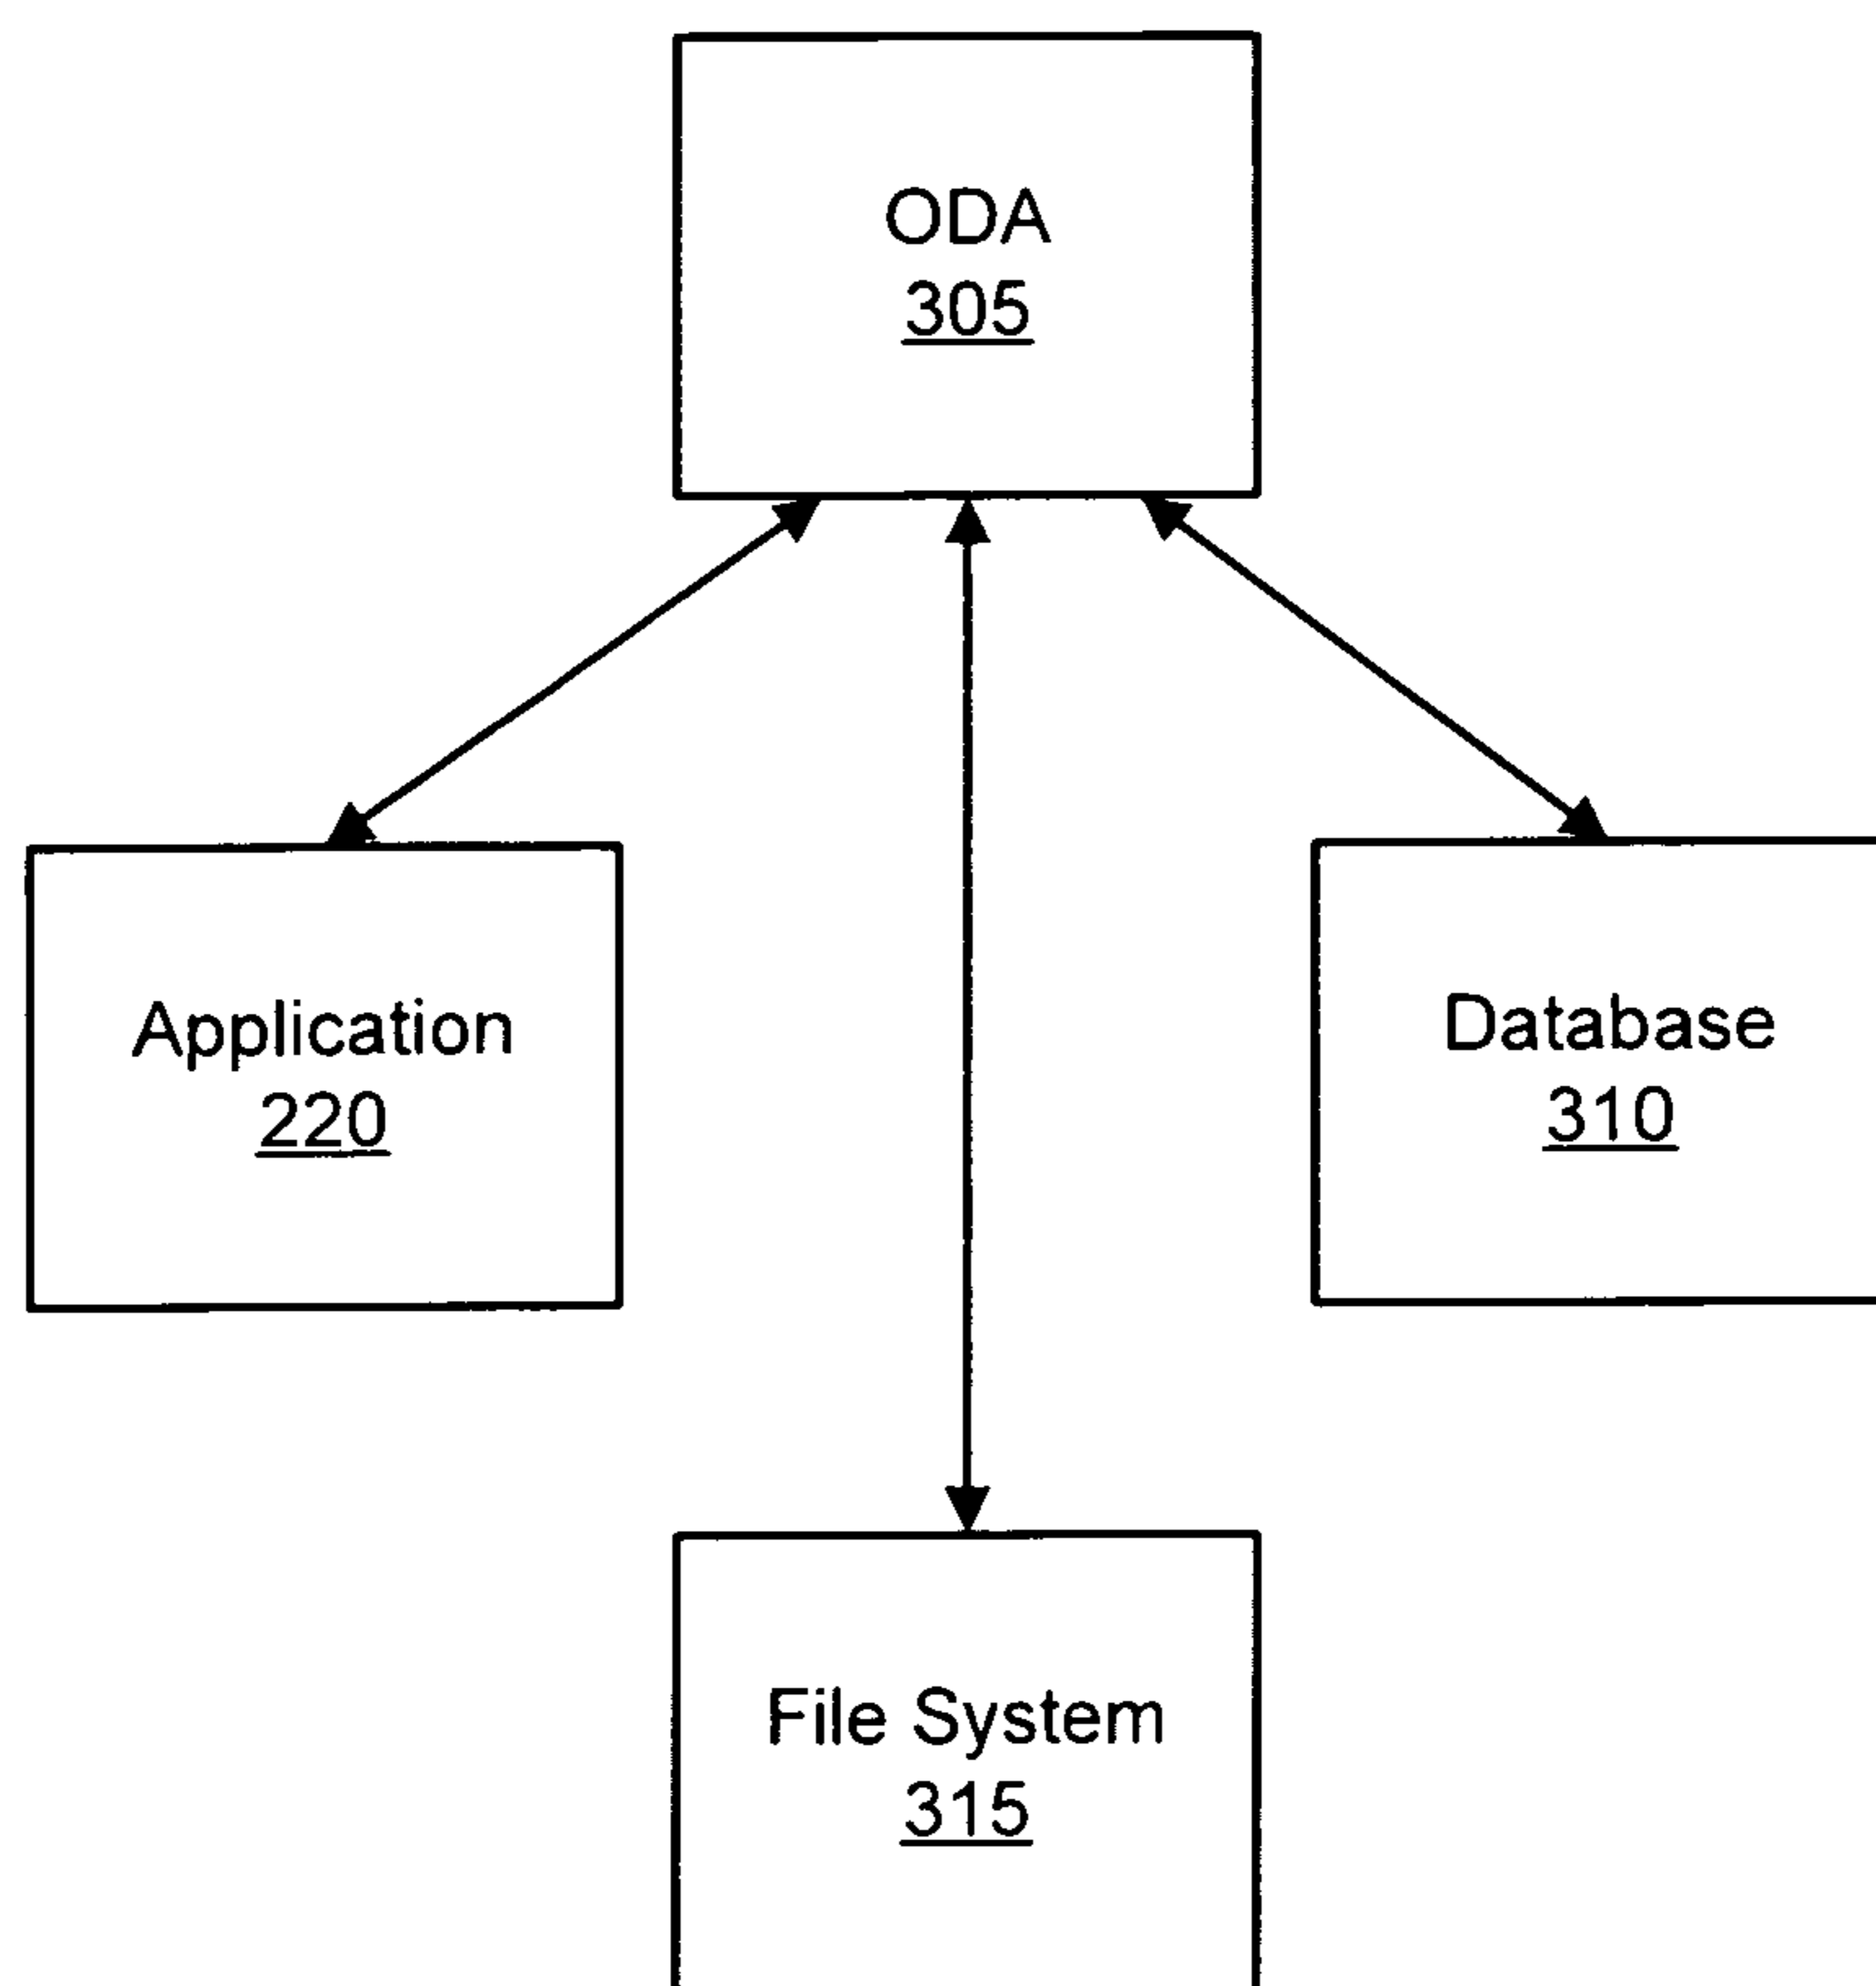 ODA
305
Application
220
Database
310
File System
315